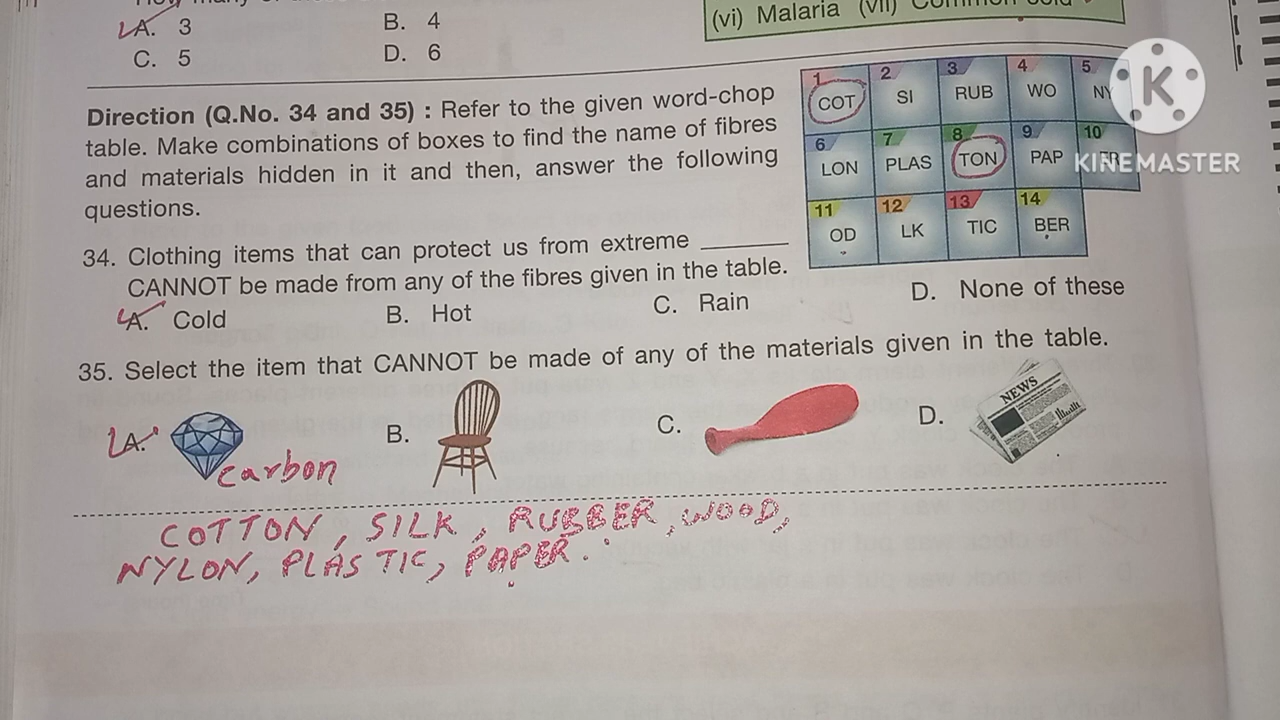 A. 3 B. 4
C. 5 D. 6
(vi) Malaria (vii) Common cold
Direction (Q.No. 34 and 35) : Refer to the given word-chop
table. Make combinations of boxes to find the name of fibres
and materials hidden in it and then, answer the following
questions.
1 COT 2 SI 3 RUB 4 WO 5 NY
6 LON 7 PLAS 8 TON 9 PAP 10 ER
11 OD 12 LK 13 TIC 14 BER
K
KINEMASTER
34. Clothing items that can protect us from extreme ______
CANNOT be made from any of the fibres given in the table.
A. Cold B. Hot C. Rain D. None of these
35. Select the item that CANNOT be made of any of the materials given in the table.
A. B. C. D.
NEWS
carbon
COTTON, SILK, RUBBER, WOOD,
NYLON, PLASTIC, PAPER.